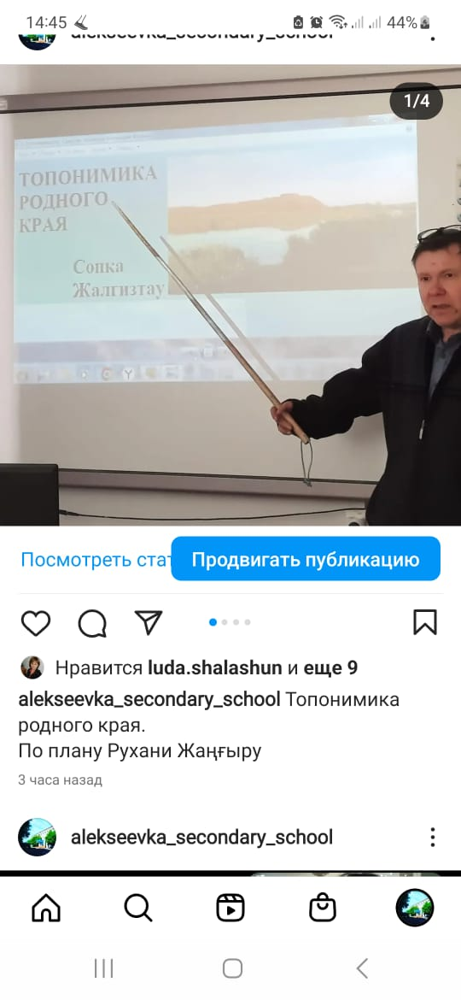 14:45
44%
alekseevka_secondary_school
1/4
ТОПОНИМИКА
РОДНОГО
КРАЯ
Сопка
Жалгизтау
Посмотреть стат
Продвигать публикацию
Нравится luda.shalashun и еще 9
alekseevka_secondary_school Топонимика
родного края.
По плану Рухани Жаңғыру
3 часа назад
alekseevka_secondary_school